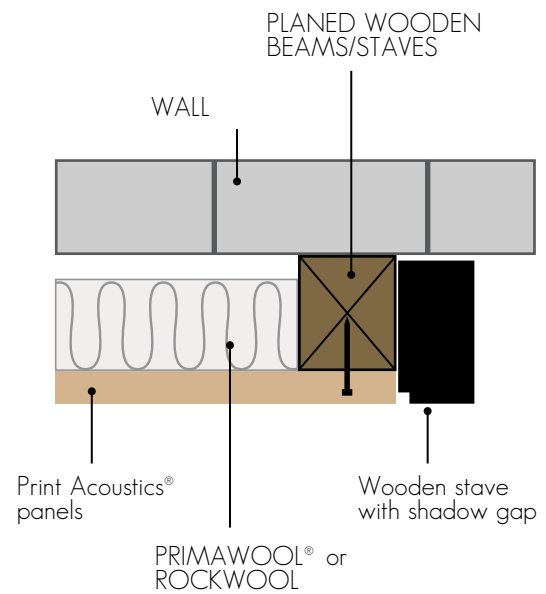 PLANED WOODEN
BEAMS/STAVES
WALL
Print Acoustics®
panels
Wooden stave
with shadow gap
PRIMAWOOL® or
ROCKWOOL